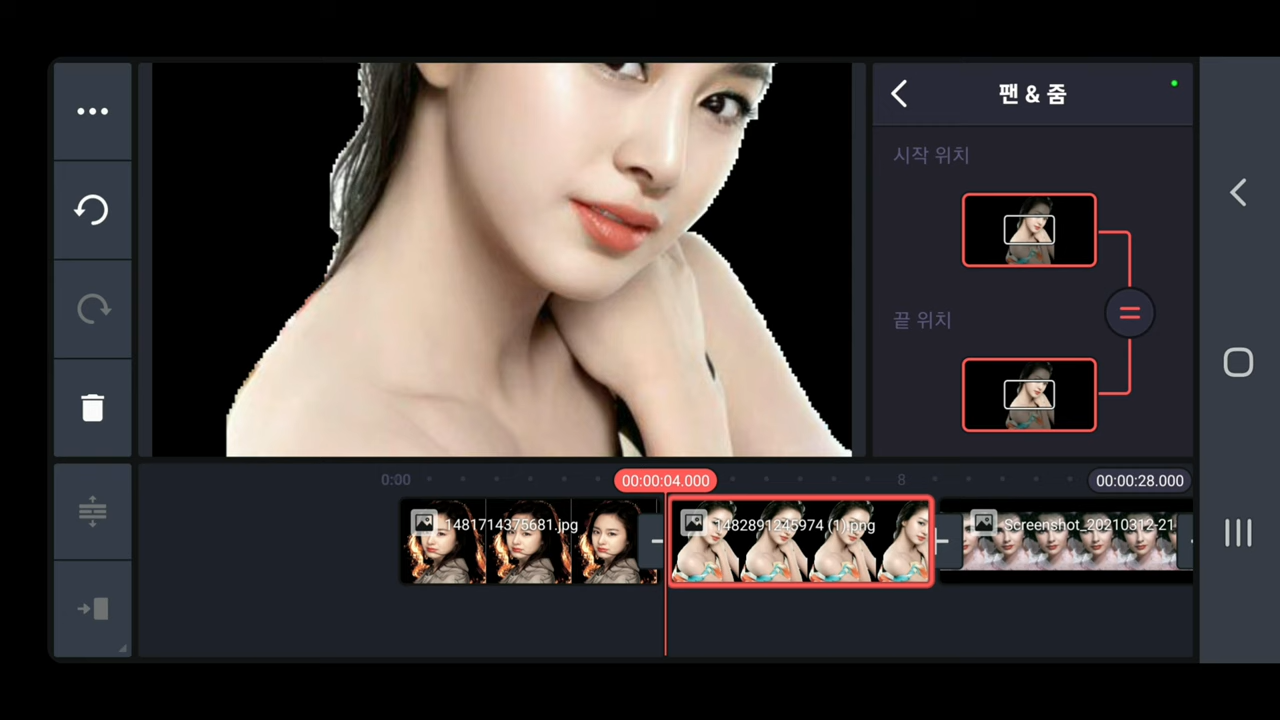 팬 & 줌
시작 위치
끝 위치
0:00
00:00:04.000
8
00:00:28.000
1481714375681.jpg
1482891245974 (1).png
Screenshot_20210312-21